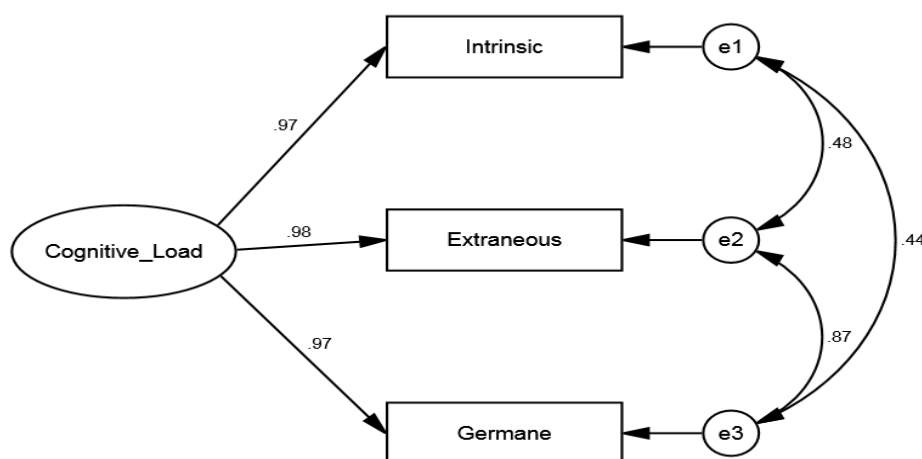 Intrinsic
e1
.97
.48
Cognitive_Load
.98
Extraneous
e2
.44
.97
.87
Germane
e3